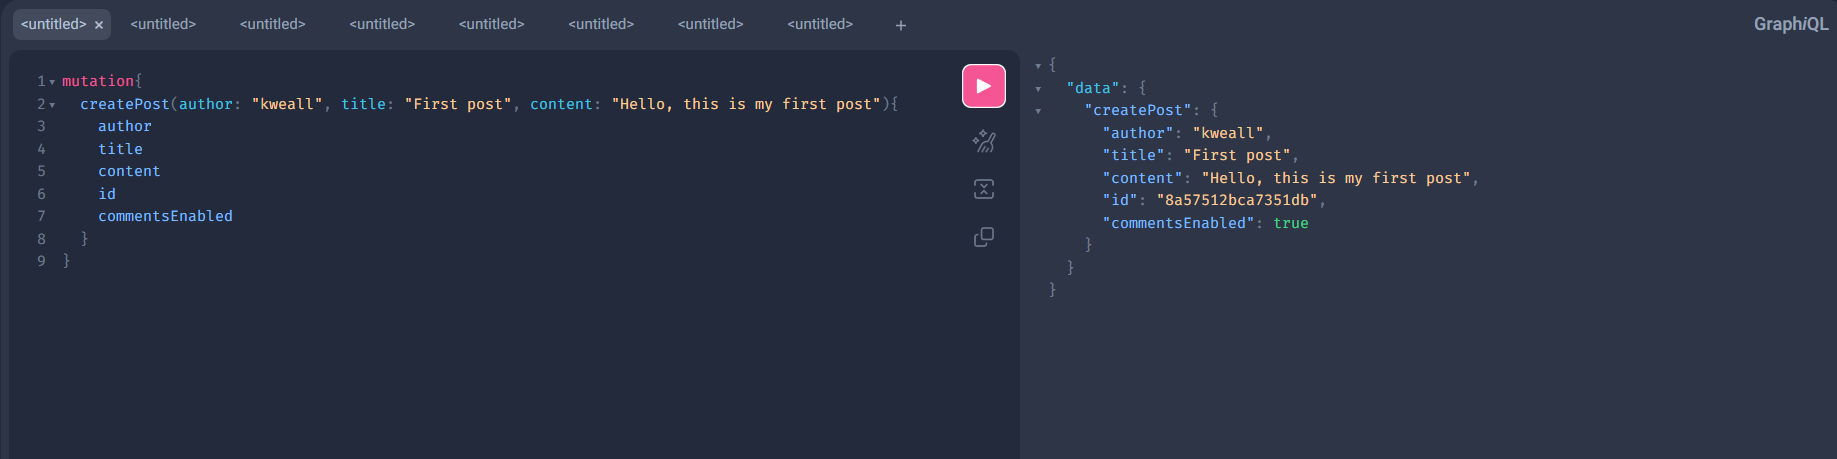 <untitled> × <untitled> <untitled> <untitled> <untitled> <untitled> <untitled> <untitled> + GraphiQL
1 mutation{
2 createPost(author: "kweall", title: "First post", content: "Hello, this is my first post"){
3 author
4 title
5 content
6 id
7 commentsEnabled
8 }
9 }
{
"data": {
"createPost": {
"author": "kweall",
"title": "First post",
"content": "Hello, this is my first post",
"id": "8a57512bca7351db",
"commentsEnabled": true
}
}
}